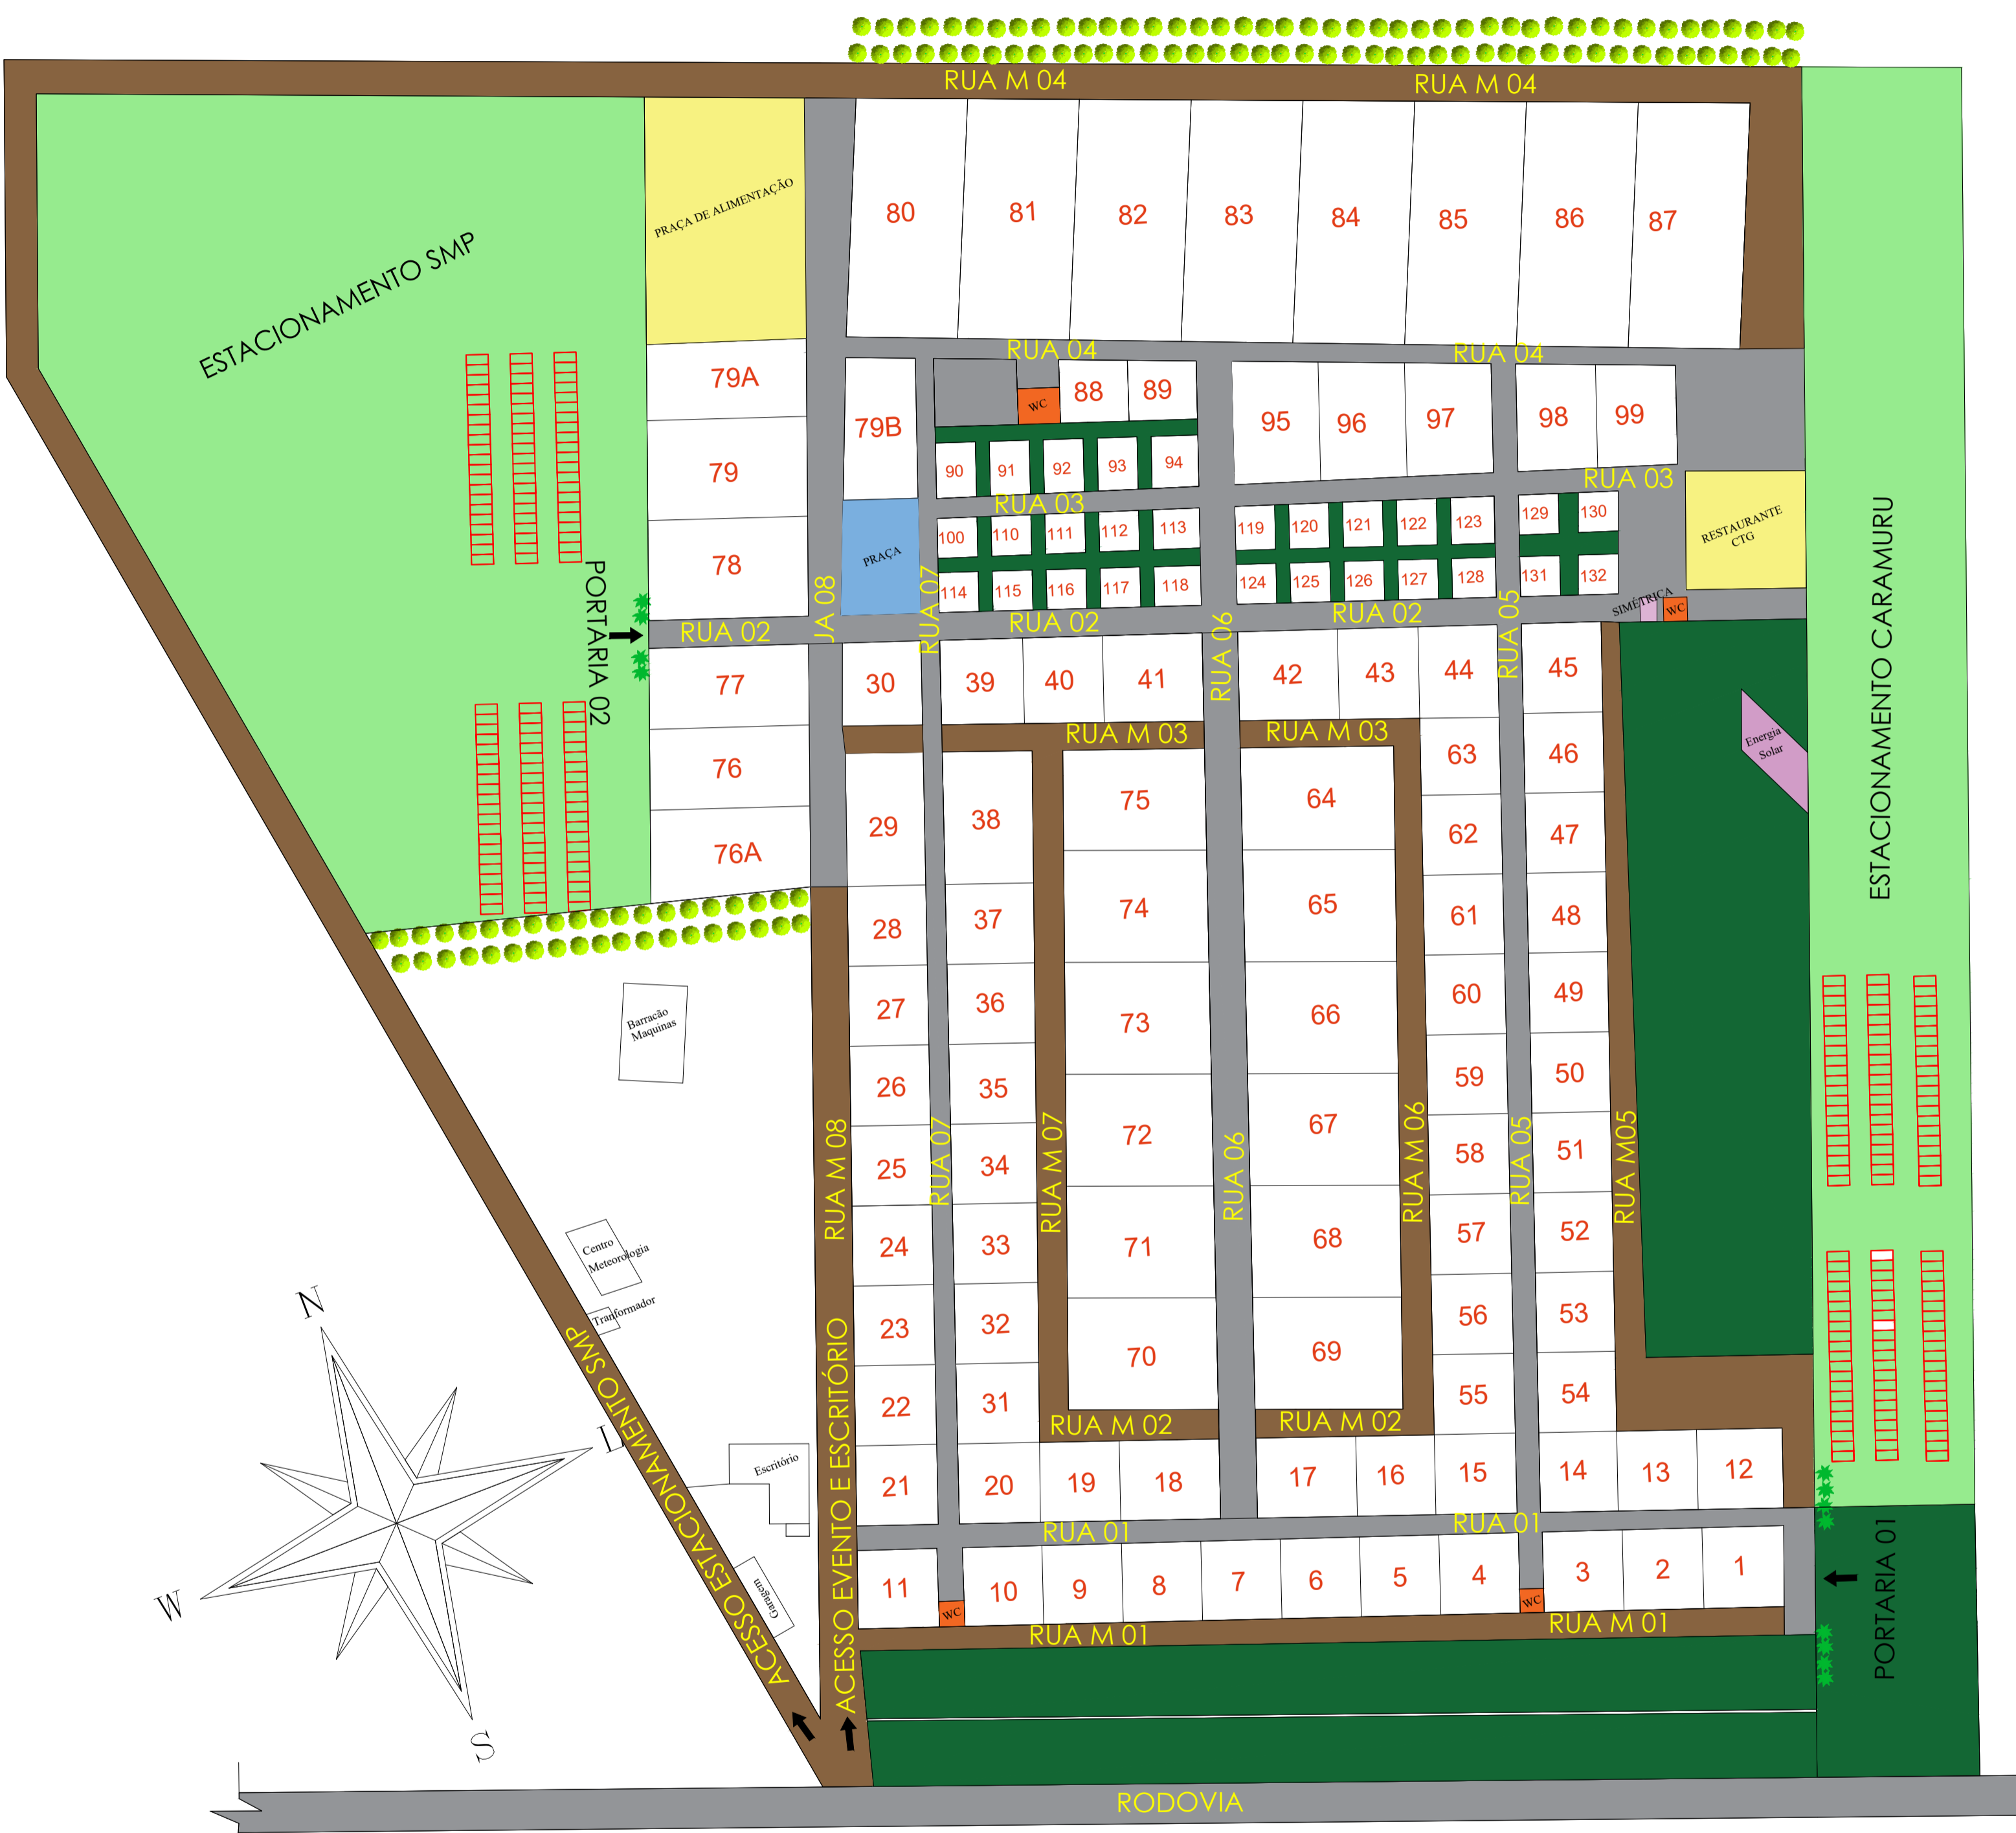 RUA M 04 RUA M 04
PRAÇA DE ALIMENTAÇÃO
80 81 82 83 84 85 86 87
ESTACIONAMENTO SMP
RUA 04 RUA 04
79A
88 89
WC
79B
95 96 97 98 99
79
90 91 92 93 94
RUA 03
RUA 03
100 110 111 112 113
119 120 121 122 123
129 130
RESTAURANTE
CTG
PRAÇA
78
114 115 116 117 118
124 125 126 127 128
131 132
SIMÉTRICA
WC
PORTARIA 02
UA 08
RUA 07
RUA 06
RUA 05
RUA 02 RUA 02 RUA 02
ESTACIONAMENTO CARAMURU
77 30 39 40 41 42 43 44 45
RUA M 03 RUA M 03
Energia
Solar
76 63 46
29 38 75 64
76A 62 47
28 37 74 65 61 48
27 36 73 66 60 49
Barracão
Maquinas
26 35 59 50
72 67
25 34 58 51
RUA M 08
RUA 07
RUA M 07
RUA 06
RUA M 06
RUA 05
RUA M05
24 33 71 68 57 52
Centro
Meteorologia
Tranformador
23 32 56 53
70 69
22 31 55 54
N
L
W
S
RUA M 02 RUA M 02
21 20 19 18 17 16 15 14 13 12
Escritório
RUA 01 RUA 01
11 10 9 8 7 6 5 4 3 2 1
Garagem
WC WC
RUA M 01 RUA M 01
ACESSO ESTACIONAMENTO SMP
ACESSO EVENTO E ESCRITÓRIO
PORTARIA 01
RODOVIA